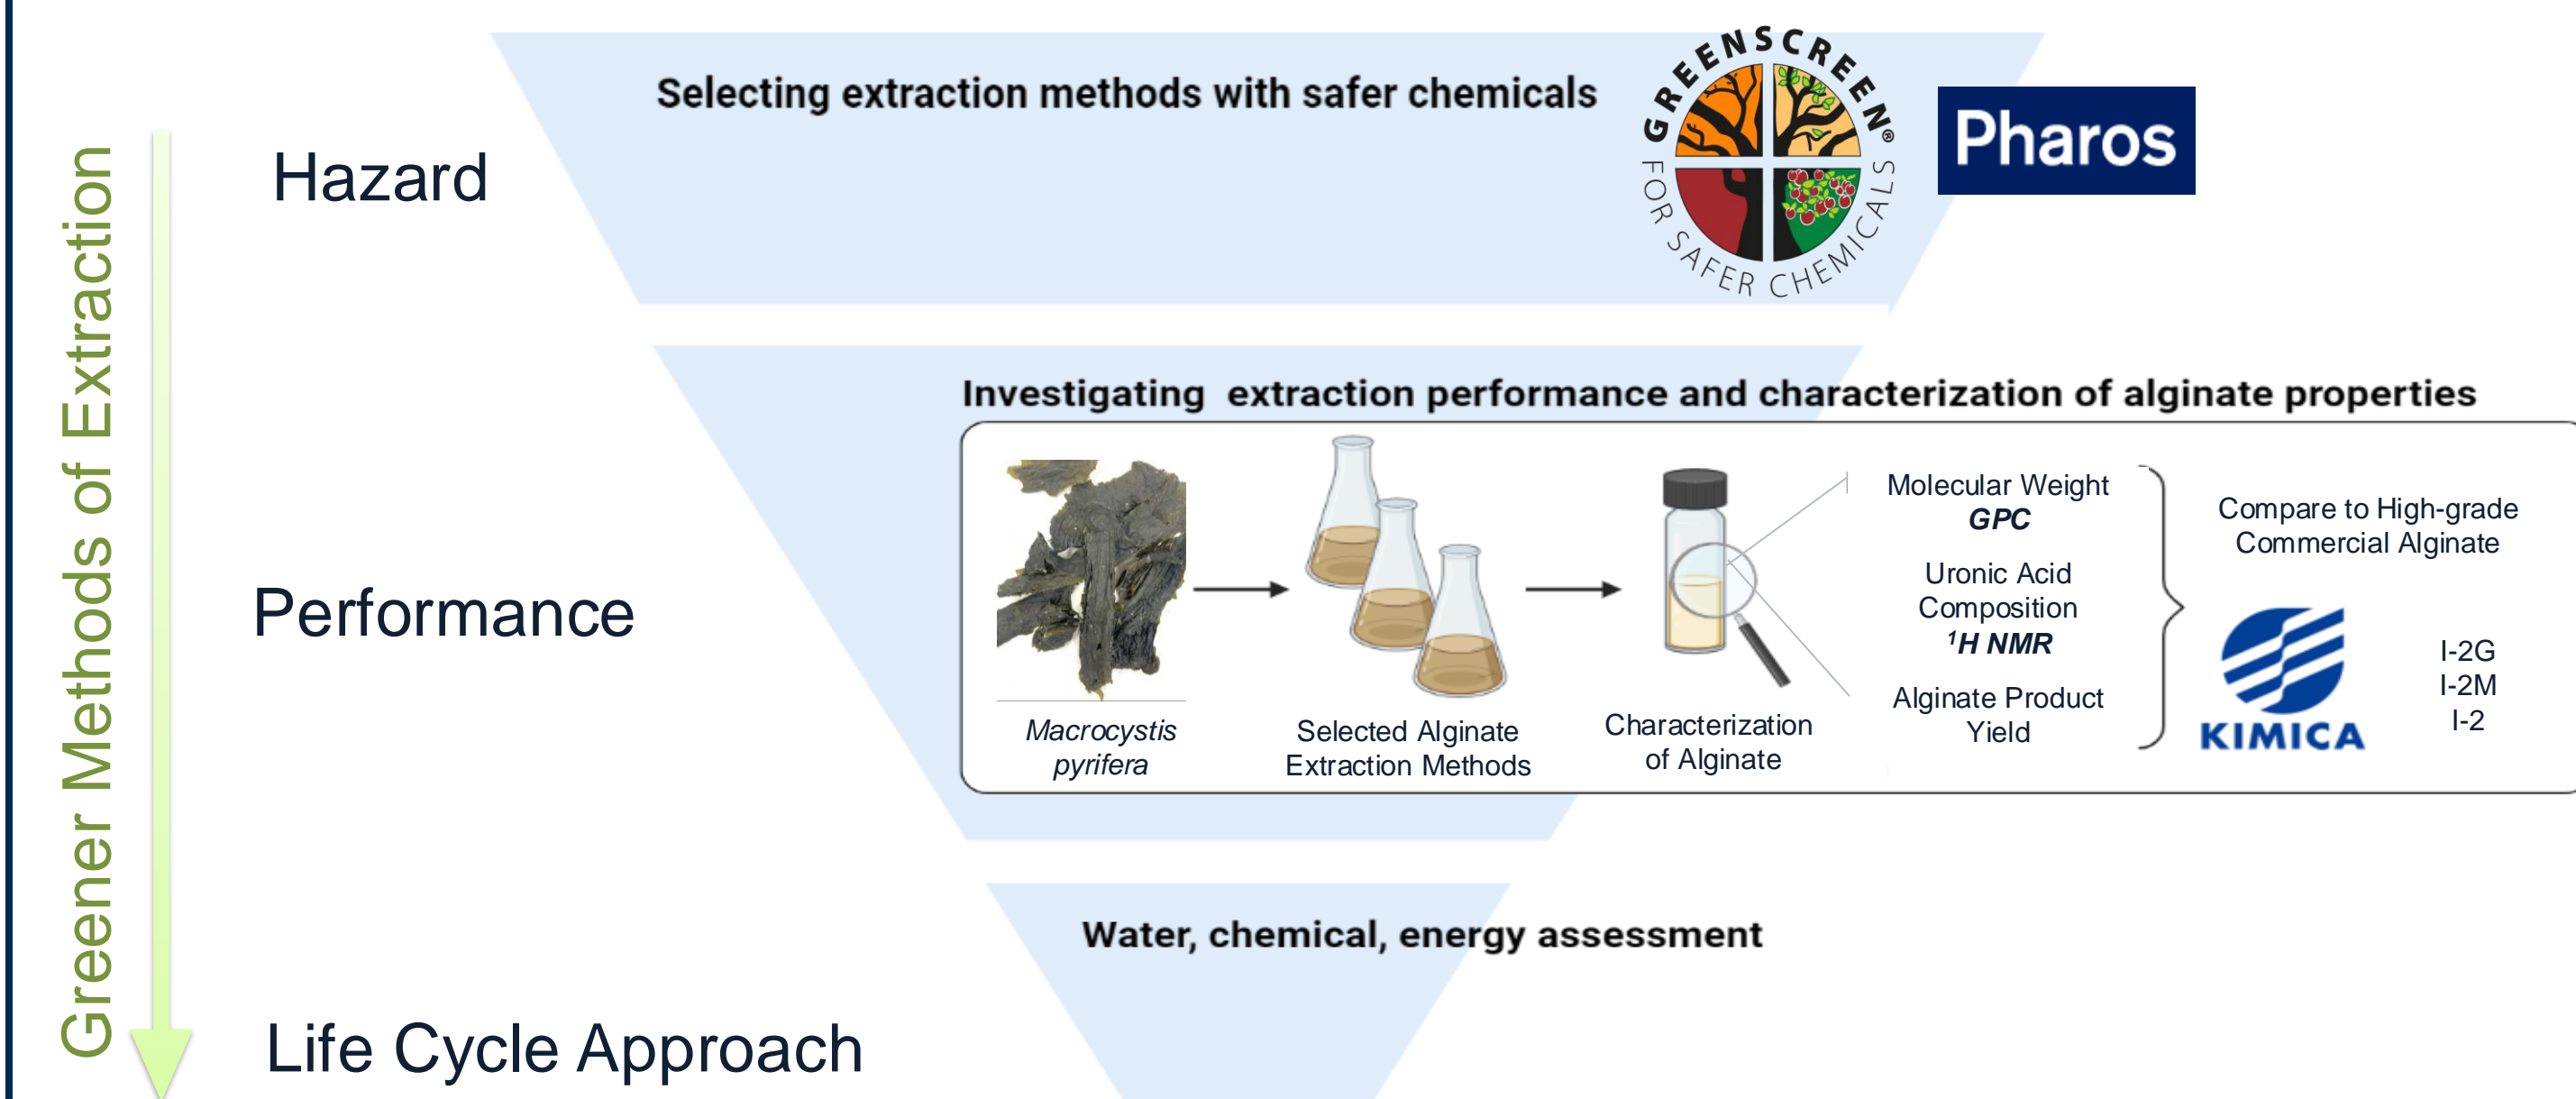 Greener Methods of Extraction
Hazard
Selecting extraction methods with safer chemicals
GREENSCREEN®
FOR SAFER CHEMICALS
Pharos
Performance
Investigating extraction performance and characterization of alginate properties
Macrocystis
pyrifera
Selected Alginate
Extraction Methods
Characterization
of Alginate
Molecular Weight
GPC
Uronic Acid
Composition
¹H NMR
Alginate Product
Yield
Compare to High-grade
Commercial Alginate
KIMICA
I-2G
I-2M
I-2
Life Cycle Approach
Water, chemical, energy assessment